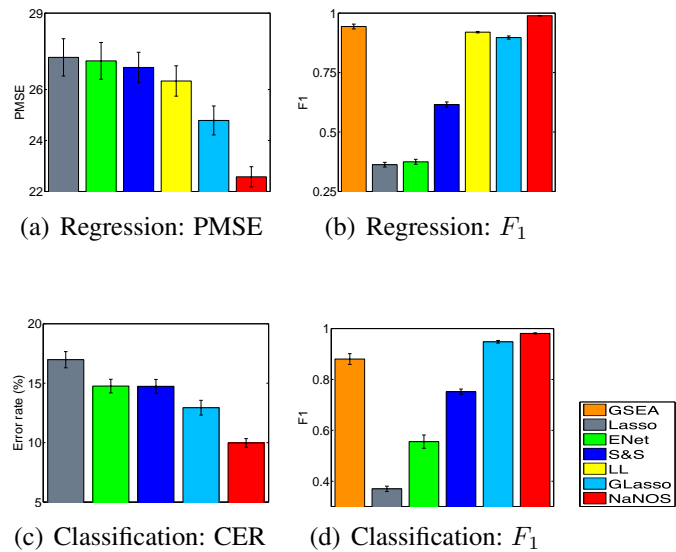 29
26
24
22
PMSE
(a) Regression: PMSE
1
0.75
0.5
0.25
F1
(b) Regression: F₁
20
15
10
5
Error rate (%)
(c) Classification: CER
1
0.8
0.6
0.4
F1
(d) Classification: F₁
GSEA
Lasso
ENet
S&S
LL
GLasso
NaNOS